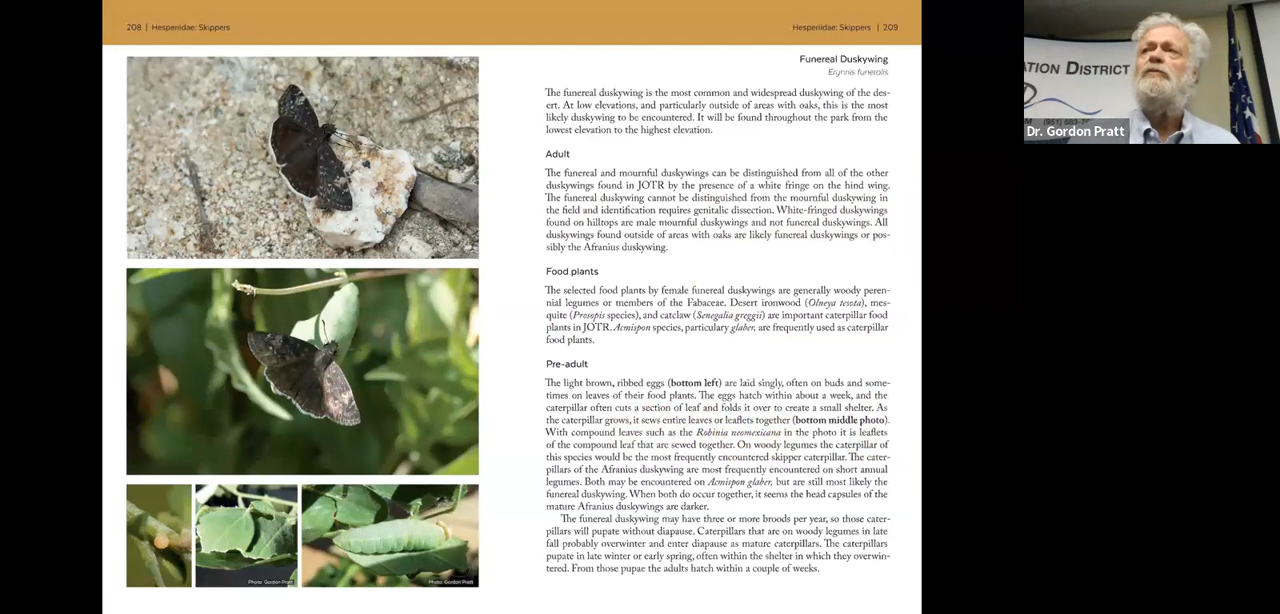 208 | Hesperiidae: Skippers
Hesperiidae: Skippers | 209
Funereal Duskywing
Erynnis funeralis
The funereal duskywing is the most common and widespread duskywing of the des-
ert. At low elevations, and particularly outside of areas with oaks, this is the most
likely duskywing to be encountered. It will be found throughout the park from the
lowest elevation to the highest elevation.
Adult
The funereal and mournful duskywings can be distinguished from all of the other
duskywings found in JOTR by the presence of a white fringe on the hind wing.
The funereal duskywing cannot be distinguished from the mournful duskywing in
the field and identification requires genitalic dissection. White-fringed duskywings
found on hilltops are male mournful duskywings and not funereal duskywings. All
duskywings found outside of areas with oaks are likely funereal duskywings or pos-
sibly the Afranius duskywing.
Food plants
The selected food plants by female funereal duskywings are generally woody peren-
nial legumes or members of the Fabaceae. Desert ironwood (Olneya tesota), mes-
quite (Prosopis species), and catclaw (Senegalia greggii) are important caterpillar food
plants in JOTR. Acmispon species, particulary glaber, are frequently used as caterpillar
food plants.
Pre-adult
The light brown, ribbed eggs (bottom left) are laid singly, often on buds and some-
times on leaves of their food plants. The eggs hatch within about a week, and the
caterpillar often cuts a section of leaf and folds it over to create a small shelter. As
the caterpillar grows, it sews entire leaves or leaflets together (bottom middle photo).
With compound leaves such as the Robinia neomexicana in the photo it is leaflets
of the compound leaf that are sewed together. On woody legumes the caterpillar of
this species would be the most frequently encountered skipper caterpillar. The cater-
pillars of the Afranius duskywing are most frequently encountered on short annual
legumes. Both may be encountered on Acmispon glaber, but are still most likely the
funereal duskywing. When both do occur together, it seems the head capsules of the
mature Afranius duskywings are darker.
The funereal duskywing may have three or more broods per year, so those cater-
pillars will pupate without diapause. Caterpillars that are on woody legumes in late
fall probably overwinter and enter diapause as mature caterpillars. The caterpillars
pupate in late winter or early spring, often within the shelter in which they overwin-
tered. From those pupae the adults hatch within a couple of weeks.
Photo: Gordon Pratt
Photo: Gordon Pratt
ATION DISTRICT
Dr. Gordon Pratt